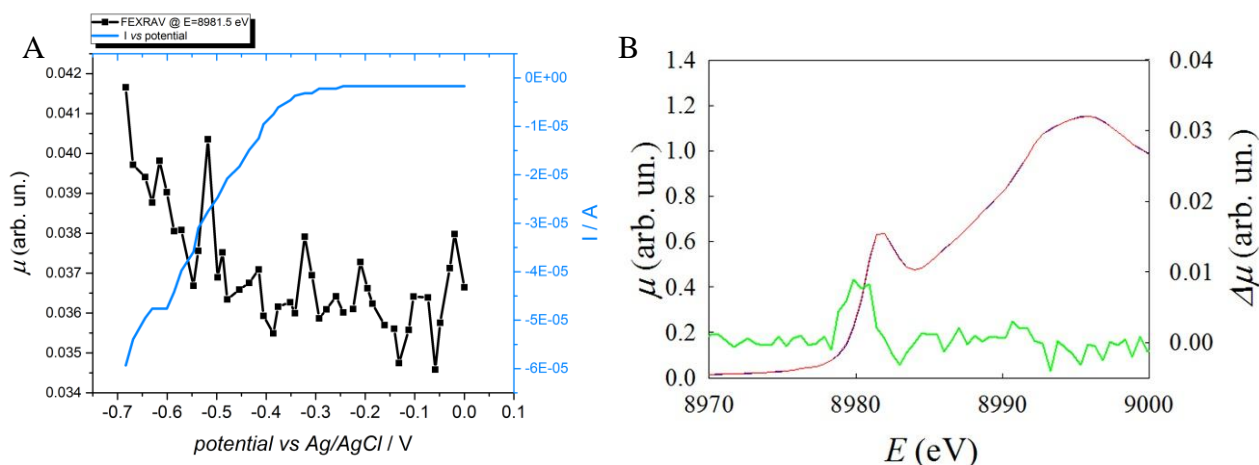 A
FEXRAV @ E=8981.5 eV
I vs potential
μ (arb. un.)
0.042
0.041
0.040
0.039
0.038
0.037
0.036
0.035
0.034
0E+00
-1E-05
-2E-05
-3E-05
-4E-05
-5E-05
-6E-05
I / A
-0.7 -0.6 -0.5 -0.4 -0.3 -0.2 -0.1 0.0 0.1
potential vs Ag/AgCl / V
B
μ (arb. un.)
1.4
1.2
1.0
0.8
0.6
0.4
0.2
0.0
0.04
0.03
0.02
0.01
0.00
Δμ (arb. un.)
8970 8980 8990 9000
E (eV)